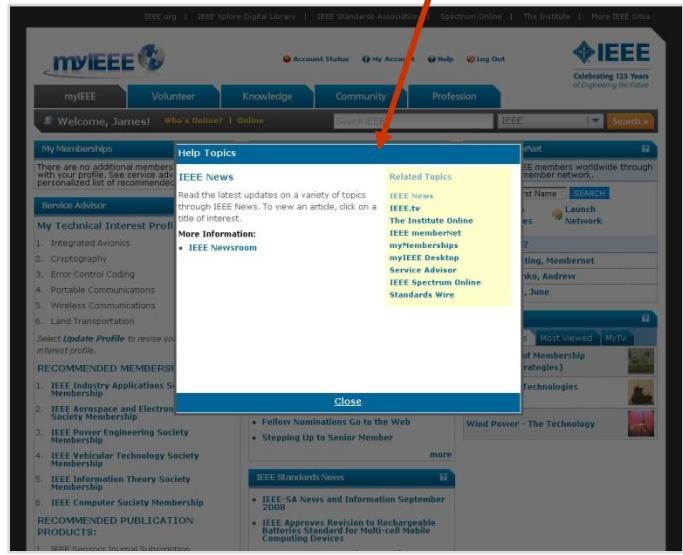 IEEE.org | IEEE Xplore Digital Library | IEEE Standards Association | Spectrum Online | The Institute | More IEEE Sites
myIEEE
Account Status My Account Help Log Out
IEEE
Celebrating 125 Years
of Engineering the Future
myIEEE Volunteer Knowledge Community Profession
Welcome, James! Who's Online? | Online Search IEEE IEEE Search »
My Memberships
There are no additional members
with your profile. See service adv
personalized list of recommended
Service Advisor
My Technical Interest Profi
1. Integrated Avionics
2. Cryptography
3. Error Control Coding
4. Portable Communications
5. Wireless Communications
6. Land Transportation
Select Update Profile to revise yo
interest profile.
RECOMMENDED MEMBERS
1. IEEE Industry Applications S
Membership
2. IEEE Aerospace and Electron
Society Membership
3. IEEE Power Engineering Society
Membership
4. IEEE Vehicular Technology Society
Membership
5. IEEE Information Theory Society
Membership
6. IEEE Computer Society Membership
RECOMMENDED PUBLICATION
PRODUCTS:
1. IEEE Sensors Journal Subscription
Help Topics
IEEE News
Read the latest updates on a variety of topics
through IEEE News. To view an article, click on a
title of interest.
More Information:
• IEEE Newsroom
Related Topics
IEEE News
IEEE.tv
The Institute Online
IEEE memberNet
myMemberships
myIEEE Desktop
Service Advisor
IEEE Spectrum Online
Standards Wire
Close
• Fellow Nominations Go to the Web
• Stepping Up to Senior Member
more
IEEE Standards News
• IEEE-SA News and Information September
2008
• IEEE Approves Revision to Rechargeable
Batteries Standard for Multi-cell Mobile
Computing Devices
rNet
EEE members worldwide through
member network.
st Name SEARCH
Launch
es Network
?
ting, Membernet
nko, Andrew
, June
s Most Viewed MyTv
of Membership
rategies)
Technologies
Wind Power - The Technology